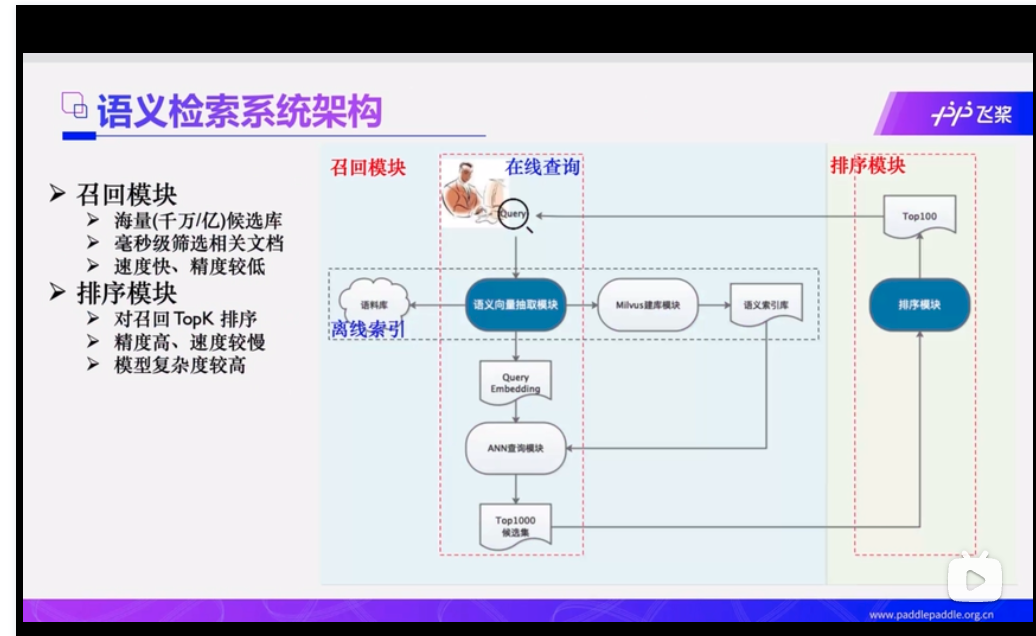 语义检索系统架构
飞桨
召回模块
海量(千万/亿)候选库
毫秒级筛选相关文档
速度快、精度较低
排序模块
对召回 TopK 排序
精度高、速度较慢
模型复杂度较高
召回模块
在线查询
排序模块
Query
Top100
语料库
语义向量抽取模块
Milvus建库模块
语义索引库
排序模块
离线索引
Query
Embedding
ANN查询模块
Top1000
候选集
www.paddlepaddle.org.cn